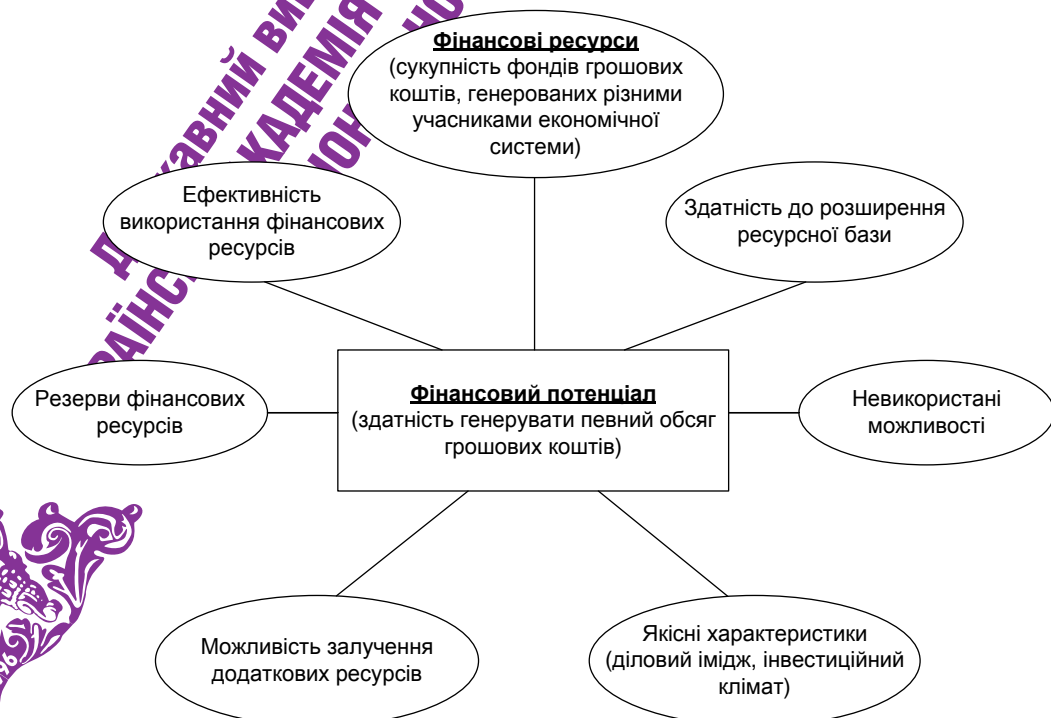 Фінансові ресурси
(сукупність фондів грошових
коштів, генерованих різними
учасниками економічної
системи)
Ефективність
використання фінансових
ресурсів
Здатність до розширення
ресурсної бази
Резерви фінансових
ресурсів
Фінансовий потенціал
(здатність генерувати певний обсяг
грошових коштів)
Невикористані
можливості
Можливість залучення
додаткових ресурсів
Якісні характеристики
(діловий імідж, інвестиційний
клімат)